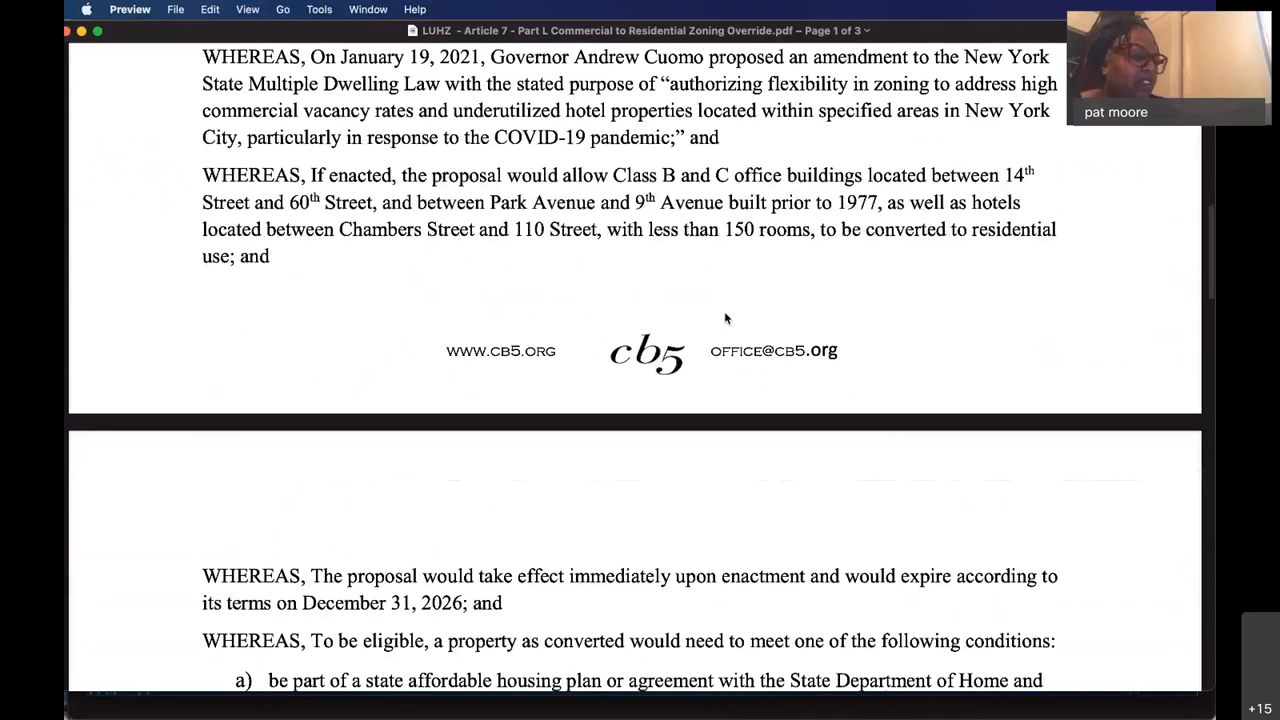 Preview File Edit View Go Tools Window Help
LUHZ - Article 7 - Part L Commercial to Residential Zoning Override.pdf – Page 1 of 3
WHEREAS, On January 19, 2021, Governor Andrew Cuomo proposed an amendment to the New York
State Multiple Dwelling Law with the stated purpose of “authorizing flexibility in zoning to address high
commercial vacancy rates and underutilized hotel properties located within specified areas in New York
City, particularly in response to the COVID-19 pandemic;” and
WHEREAS, If enacted, the proposal would allow Class B and C office buildings located between 14th
Street and 60th Street, and between Park Avenue and 9th Avenue built prior to 1977, as well as hotels
located between Chambers Street and 110 Street, with less than 150 rooms, to be converted to residential
use; and
WWW.CB5.ORG cb5 OFFICE@CB5.org
WHEREAS, The proposal would take effect immediately upon enactment and would expire according to
its terms on December 31, 2026; and
WHEREAS, To be eligible, a property as converted would need to meet one of the following conditions:
a) be part of a state affordable housing plan or agreement with the State Department of Home and
pat moore
+15